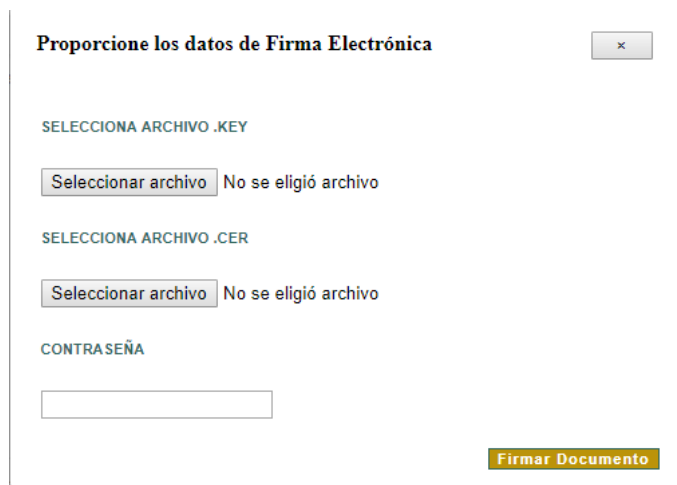 Proporcione los datos de Firma Electrónica
×
SELECCIONA ARCHIVO .KEY
Seleccionar archivo No se eligió archivo
SELECCIONA ARCHIVO .CER
Seleccionar archivo No se eligió archivo
CONTRASEÑA
Firmar Documento